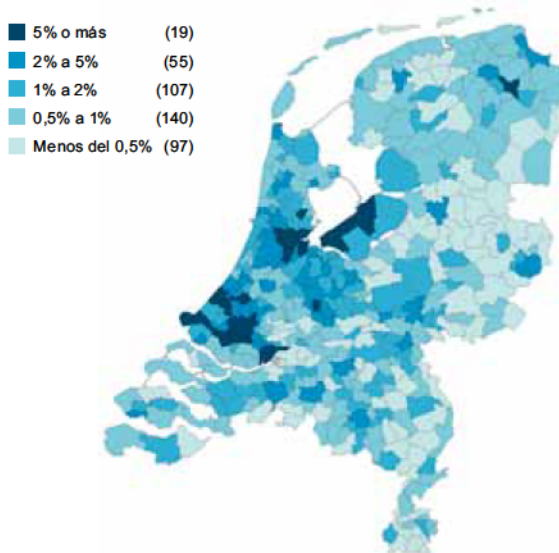 5% o más (19)
2% a 5% (55)
1% a 2% (107)
0,5% a 1% (140)
Menos del 0,5% (97)